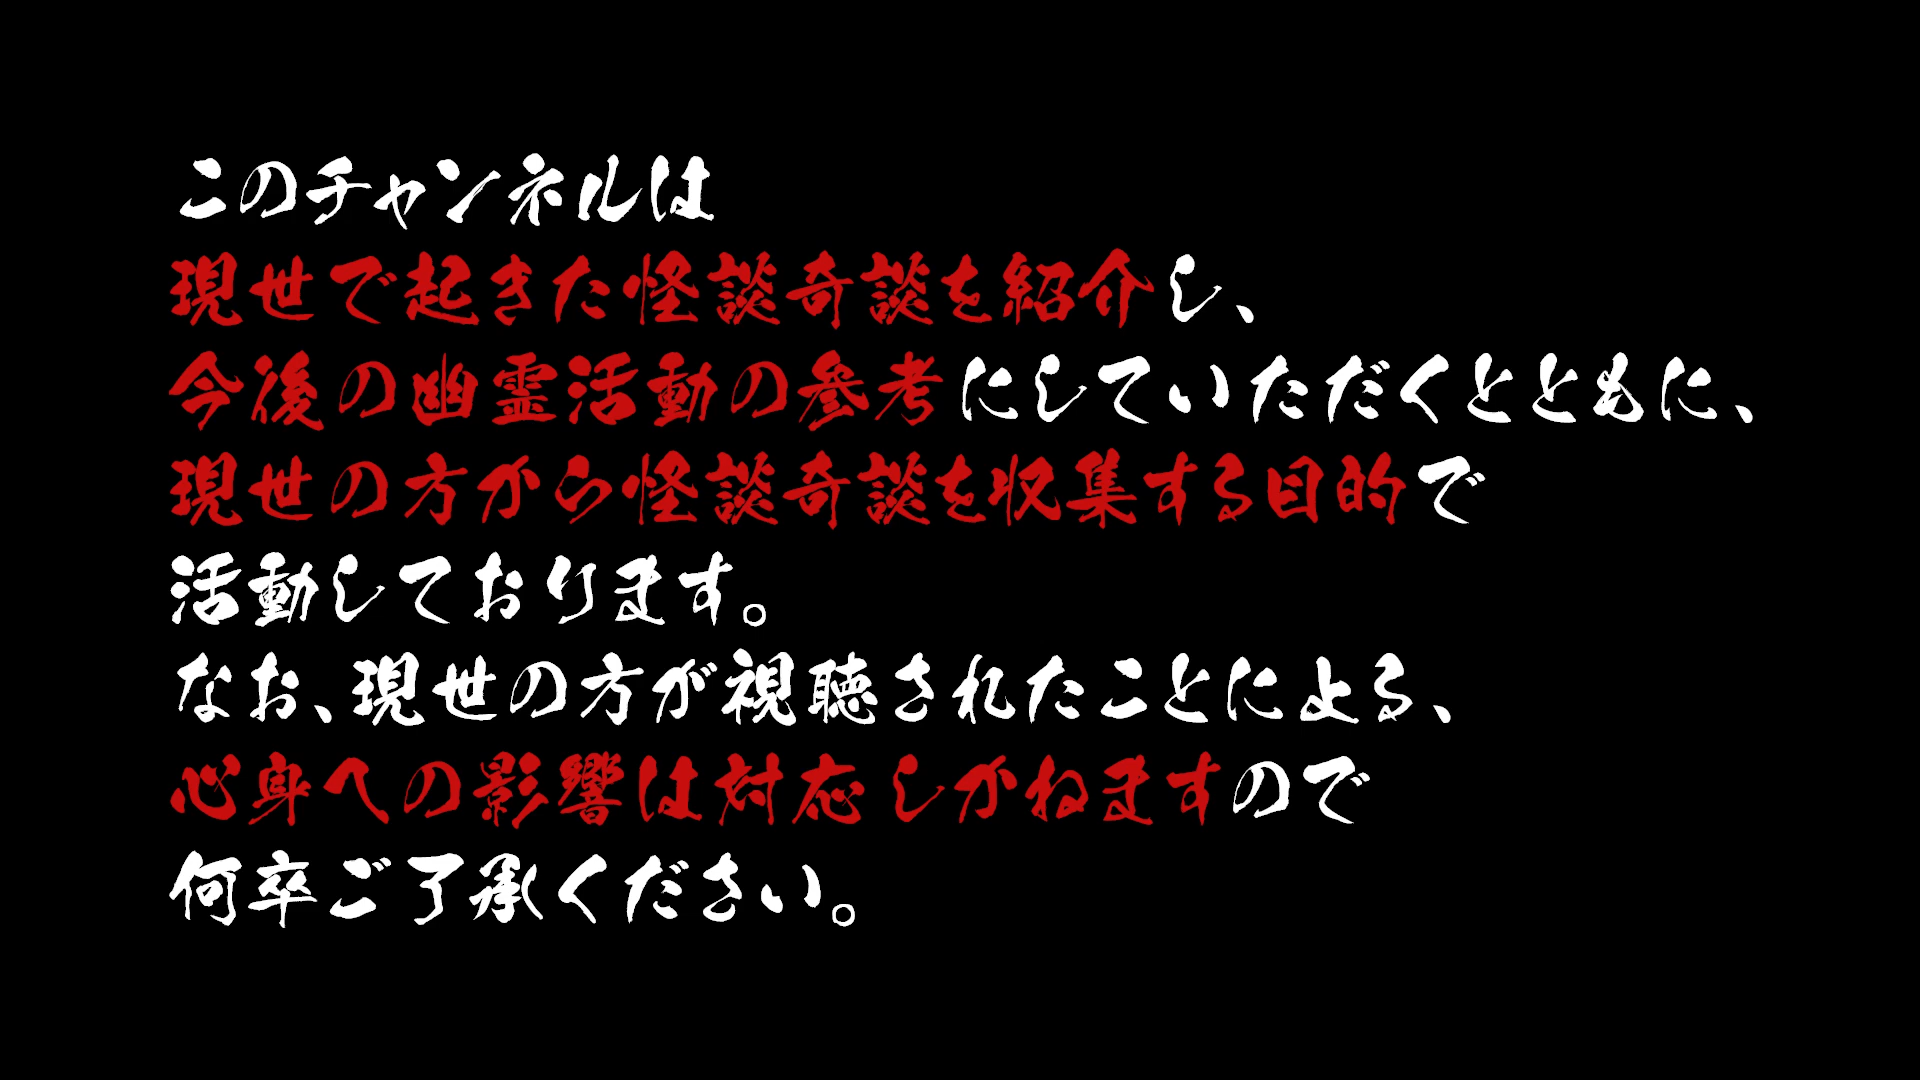 このチャンネルは
現世で起きた怪談奇談を紹介し、
今後の幽霊活動の参考にしていただくとともに、
現世の方から怪談奇談を収集する目的で
活動しております。
なお、現世の方が視聴されたことによる、
心身への影響は対応しかねますので
何卒ご了承ください。